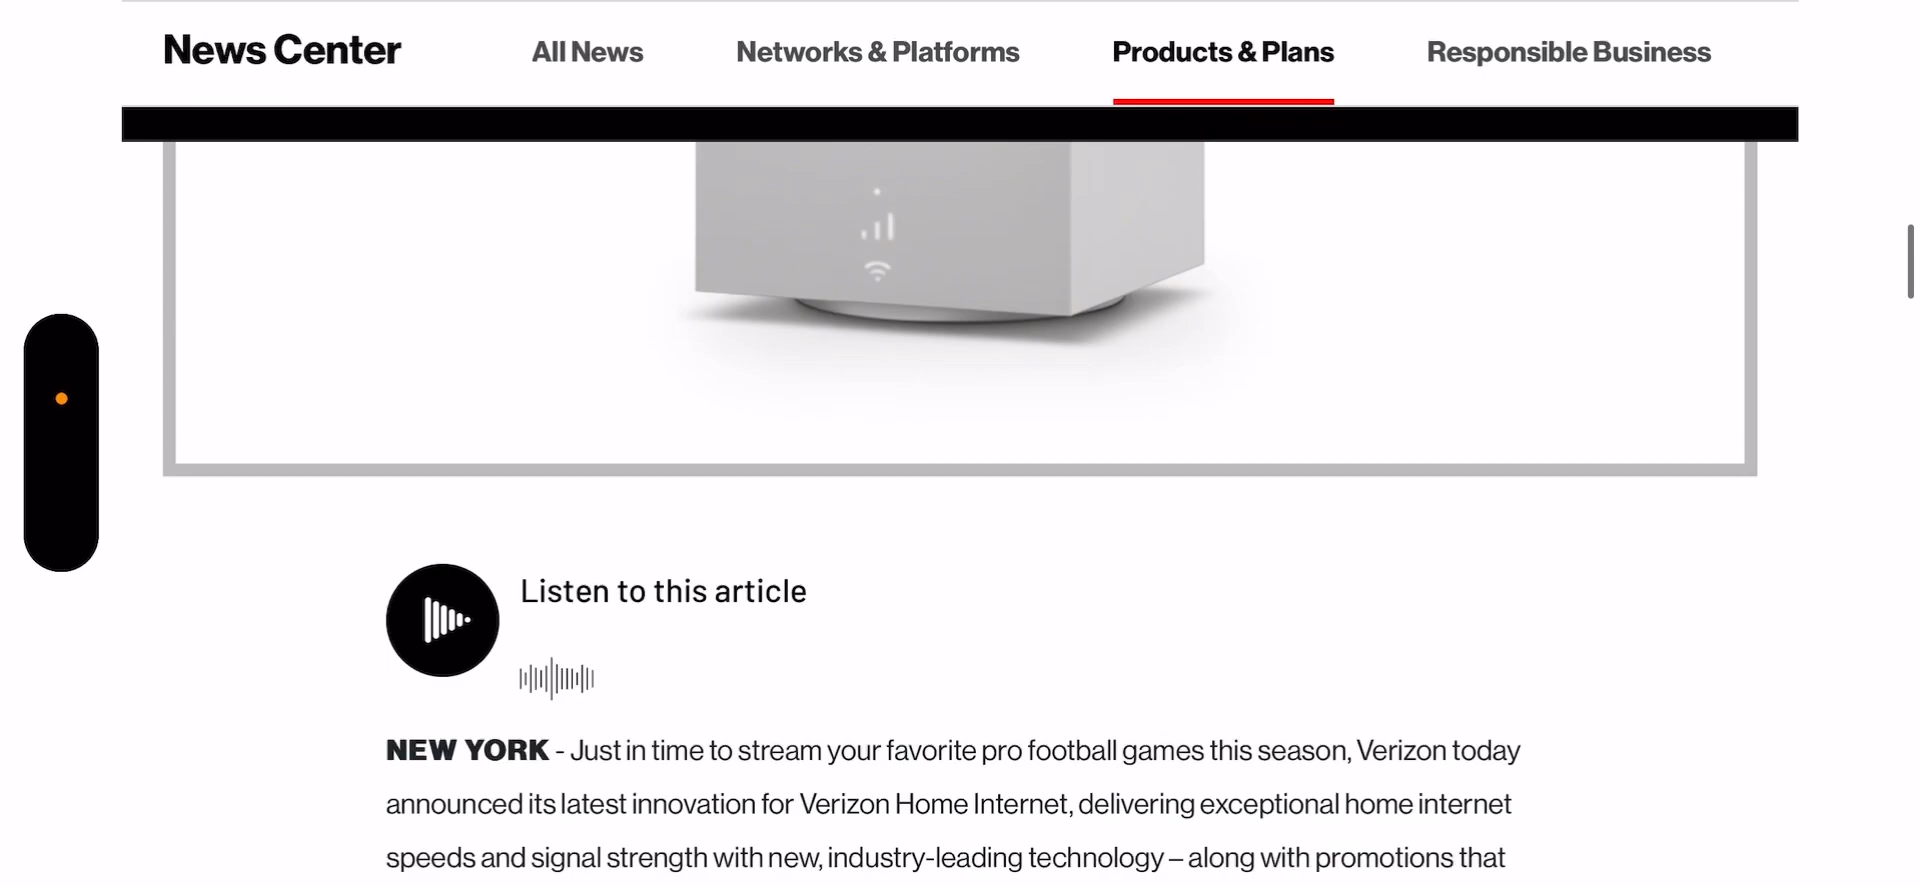 News Center
All News
Networks & Platforms
Products & Plans
Responsible Business
Listen to this article
NEW YORK - Just in time to stream your favorite pro football games this season, Verizon today
announced its latest innovation for Verizon Home Internet, delivering exceptional home internet
speeds and signal strength with new, industry-leading technology – along with promotions that